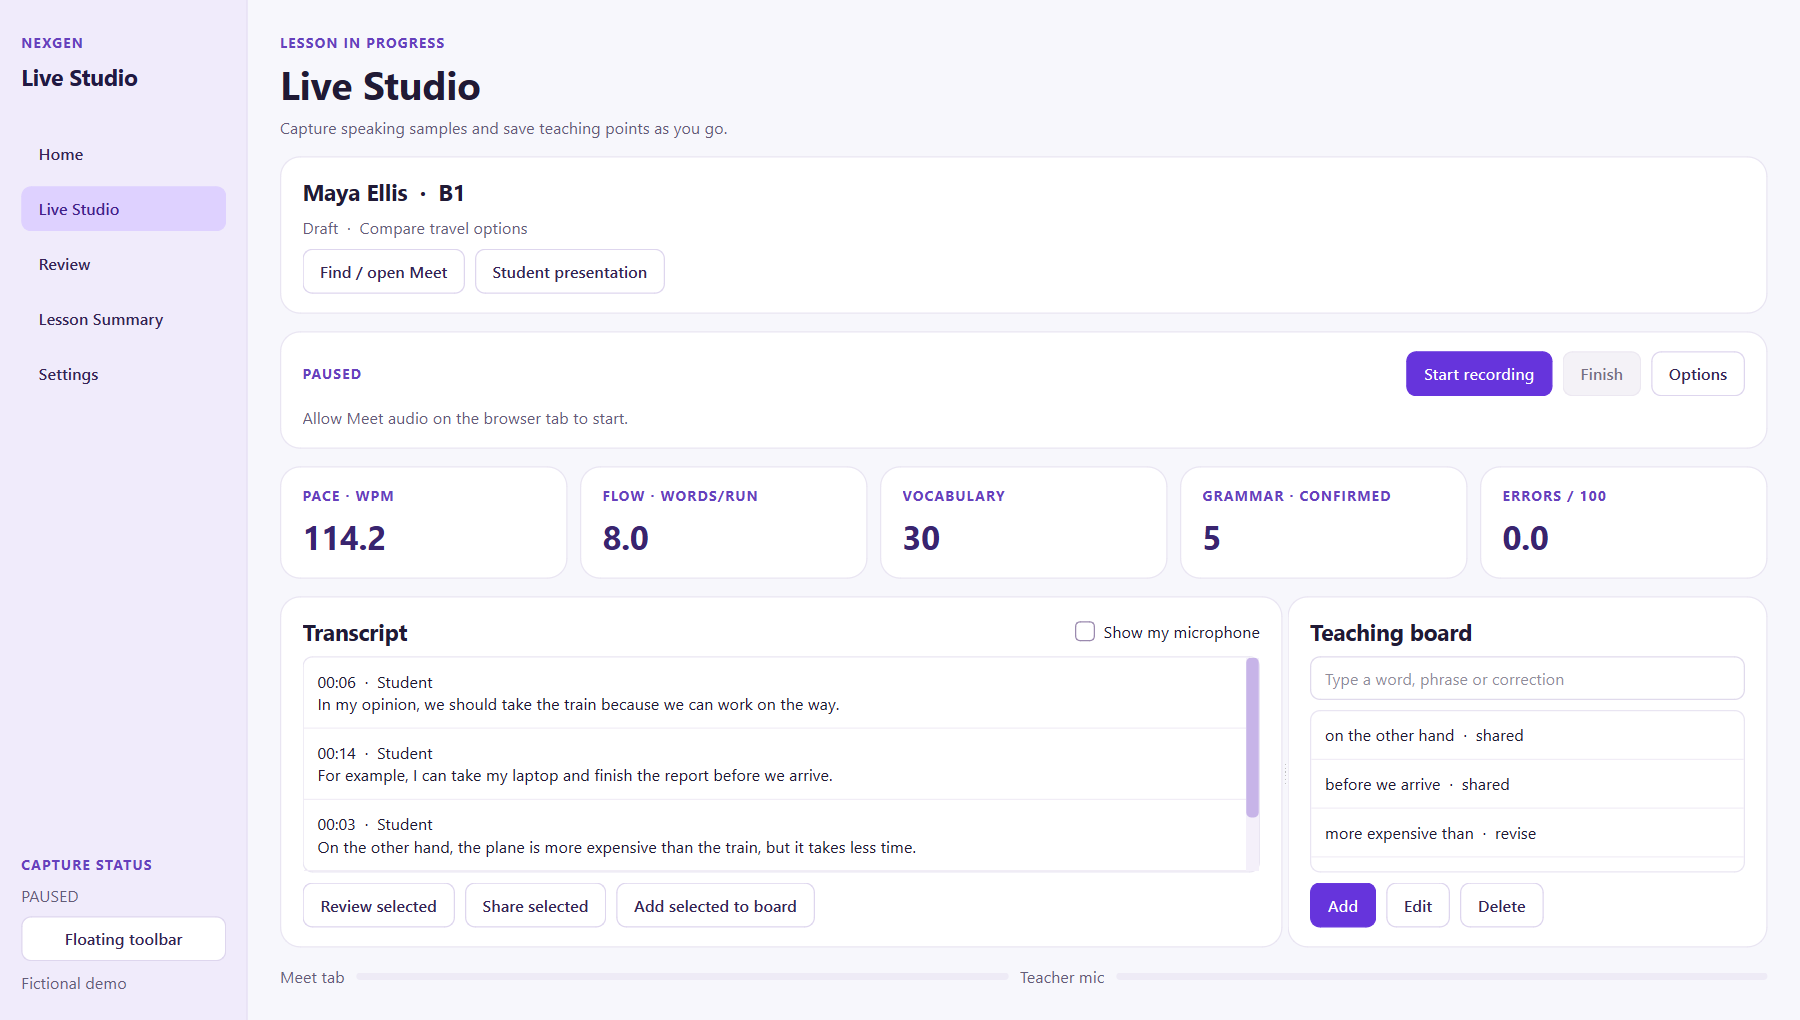 NEXGEN
Live Studio
Home
Live Studio
Review
Lesson Summary
Settings
CAPTURE STATUS
PAUSED
Floating toolbar
Fictional demo
LESSON IN PROGRESS
Live Studio
Capture speaking samples and save teaching points as you go.
Maya Ellis · B1
Draft · Compare travel options
Find / open Meet
Student presentation
PAUSED
Start recording
Finish
Options
Allow Meet audio on the browser tab to start.
PACE · WPM
114.2
FLOW · WORDS/RUN
8.0
VOCABULARY
30
GRAMMAR · CONFIRMED
5
ERRORS / 100
0.0
Transcript
Show my microphone
00:06 · Student
In my opinion, we should take the train because we can work on the way.
00:14 · Student
For example, I can take my laptop and finish the report before we arrive.
00:03 · Student
On the other hand, the plane is more expensive than the train, but it takes less time.
Review selected
Share selected
Add selected to board
Teaching board
Type a word, phrase or correction
on the other hand · shared
before we arrive · shared
more expensive than · revise
Add
Edit
Delete
Meet tab
Teacher mic